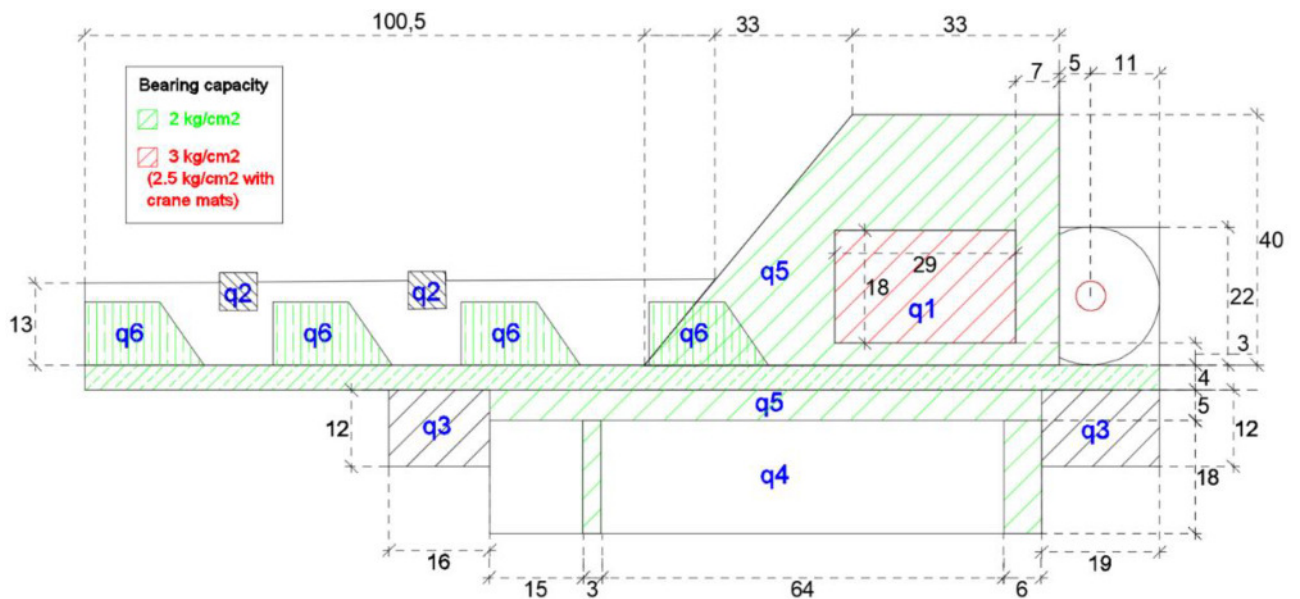 100,5
33
33
7
5
11
Bearing capacity
2 kg/cm2
3 kg/cm2
(2.5 kg/cm2 with
crane mats)
40
q5
29
q2
q2
18
q1
22
13
q6
q6
q6
q6
3
4
q5
5
12
q3
q3
12
q4
18
16
15
3
64
6
19